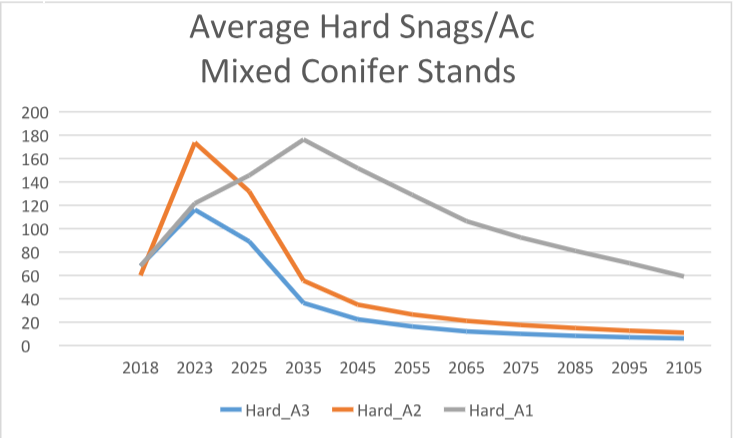 Average Hard Snags/Ac
Mixed Conifer Stands
200
180
160
140
120
100
80
60
40
20
0
2018 2023 2025 2035 2045 2055 2065 2075 2085 2095 2105
Hard_A3 Hard_A2 Hard_A1